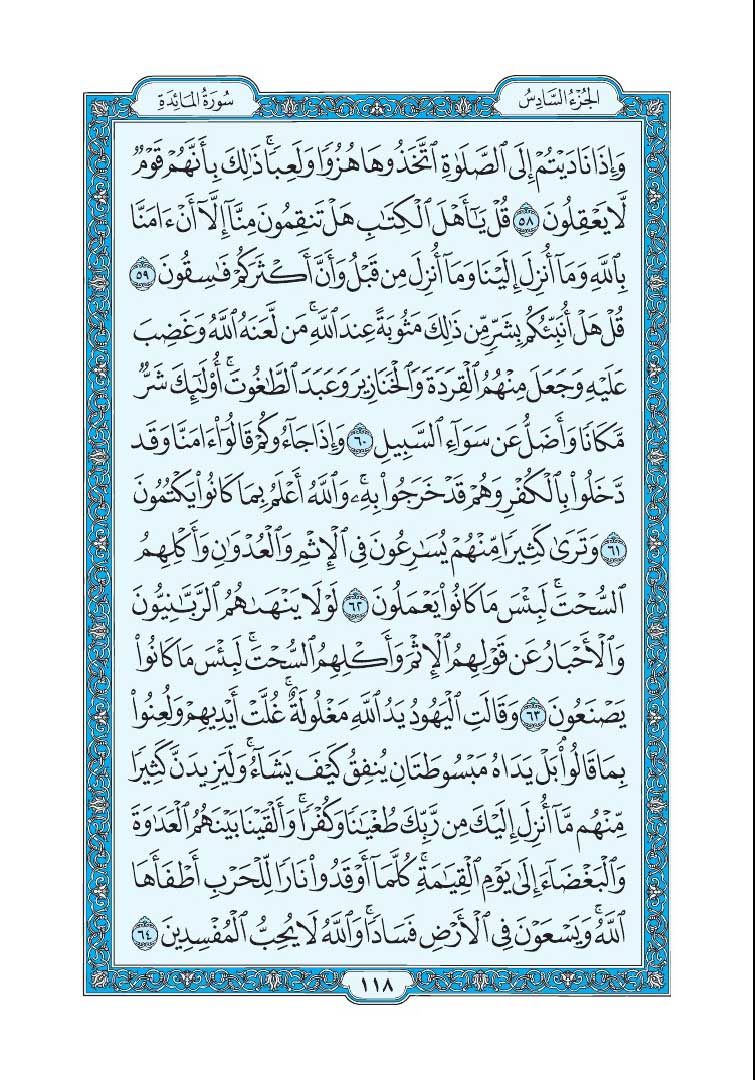 الجُزْءُ السَّادِسُ
سُورَةُ المَائِدَةِ
وَإِذَا نَادَيْتُمْ إِلَى ٱلصَّلَوٰةِ ٱتَّخَذُوهَا هُزُوًا وَلَعِبًاۚ ذَٰلِكَ بِأَنَّهُمْ قَوْمٌ
لَّا يَعْقِلُونَ ٥٨ قُلْ يَٰٓأَهْلَ ٱلْكِتَٰبِ هَلْ تَنقِمُونَ مِنَّآ إِلَّآ أَنْ ءَامَنَّا
بِٱللَّهِ وَمَآ أُنزِلَ إِلَيْنَا وَمَآ أُنزِلَ مِن قَبْلُ وَأَنَّ أَكْثَرَكُمْ فَٰسِقُونَ ٥٩
قُلْ هَلْ أُنَبِّئُكُم بِشَرٍّ مِّن ذَٰلِكَ مَثُوبَةً عِندَ ٱللَّهِۚ مَن لَّعَنَهُ ٱللَّهُ وَغَضِبَ
عَلَيْهِ وَجَعَلَ مِنْهُمُ ٱلْقِرَدَةَ وَٱلْخَنَازِيرَ وَعَبَدَ ٱلطَّٰغُوتَۚ أُو۟لَٰٓئِكَ شَرٌّ
مَّكَانًا وَأَضَلُّ عَن سَوَآءِ ٱلسَّبِيلِ ٦٠ وَإِذَا جَآءُوكُمْ قَالُوٓا۟ ءَامَنَّا وَقَد
دَّخَلُوا۟ بِٱلْكُفْرِ وَهُمْ قَدْ خَرَجُوا۟ بِهِۦۚ وَٱللَّهُ أَعْلَمُ بِمَا كَانُوا۟ يَكْتُمُونَ
٦١ وَتَرَىٰ كَثِيرًا مِّنْهُمْ يُسَٰرِعُونَ فِى ٱلْإِثْمِ وَٱلْعُدْوَٰنِ وَأَكْلِهِمُ
ٱلسُّحْتَۚ لَبِئْسَ مَا كَانُوا۟ يَعْمَلُونَ ٦٢ لَوْلَا يَنْهَىٰهُمُ ٱلرَّبَّٰنِيُّونَ
وَٱلْأَحْبَارُ عَن قَوْلِهِمُ ٱلْإِثْمَ وَأَكْلِهِمُ ٱلسُّحْتَۚ لَبِئْسَ مَا كَانُوا۟
يَصْنَعُونَ ٦٣ وَقَالَتِ ٱلْيَهُودُ يَدُ ٱللَّهِ مَغْلُولَةٌۚ غُلَّتْ أَيْدِيهِمْ وَلُعِنُوا۟
بِمَا قَالُوا۟ۘ بَلْ يَدَاهُ مَبْسُوطَتَانِ يُنفِقُ كَيْفَ يَشَآءُۚ وَلَيَزِيدَنَّ كَثِيرًا
مِّنْهُم مَّآ أُنزِلَ إِلَيْكَ مِن رَّبِّكَ طُغْيَٰنًا وَكُفْرًاۚ وَأَلْقَيْنَا بَيْنَهُمُ ٱلْعَدَٰوَةَ
وَٱلْبَغْضَآءَ إِلَىٰ يَوْمِ ٱلْقِيَٰمَةِۚ كُلَّمَآ أَوْقَدُوا۟ نَارًا لِّلْحَرْبِ أَطْفَأَهَا
ٱللَّهُۚ وَيَسْعَوْنَ فِى ٱلْأَرْضِ فَسَادًاۚ وَٱللَّهُ لَا يُحِبُّ ٱلْمُفْسِدِينَ ٦٤
١١٨